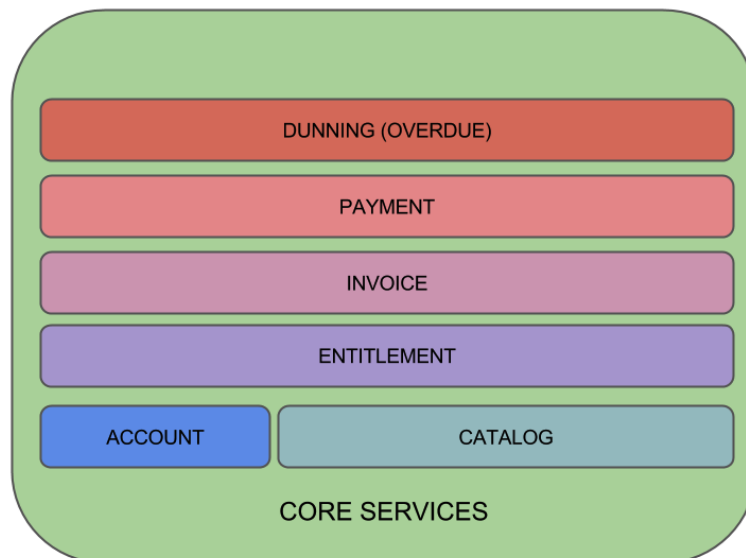 DUNNING (OVERDUE)
PAYMENT
INVOICE
ENTITLEMENT
ACCOUNT
CATALOG
CORE SERVICES